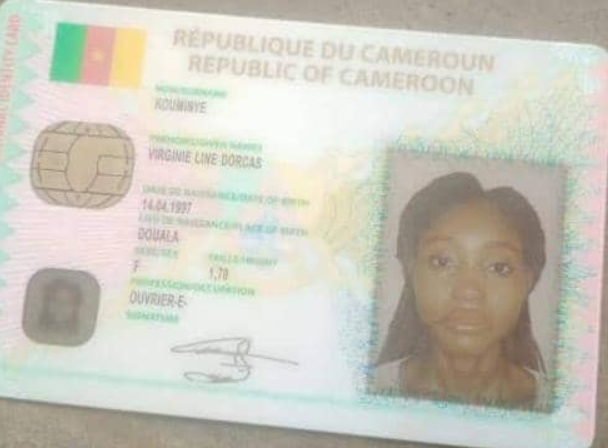 RÉPUBLIQUE DU CAMEROUN
REPUBLIC OF CAMEROON
NOM/SURNAME
PRENOMS/GIVEN NAMES
VIRGINIE LINE DORCAS
DATE DE NAISSANCE/DATE OF BIRTH
14.04.1997
LIEU DE NAISSANCE/PLACE OF BIRTH
DOUALA
SEXE/SEX TAILLE/HEIGHT
F 1,78
PROFESSION/OCCUPATION
OUVRIER-E-
SIGNATURE
IDENTITY CARD